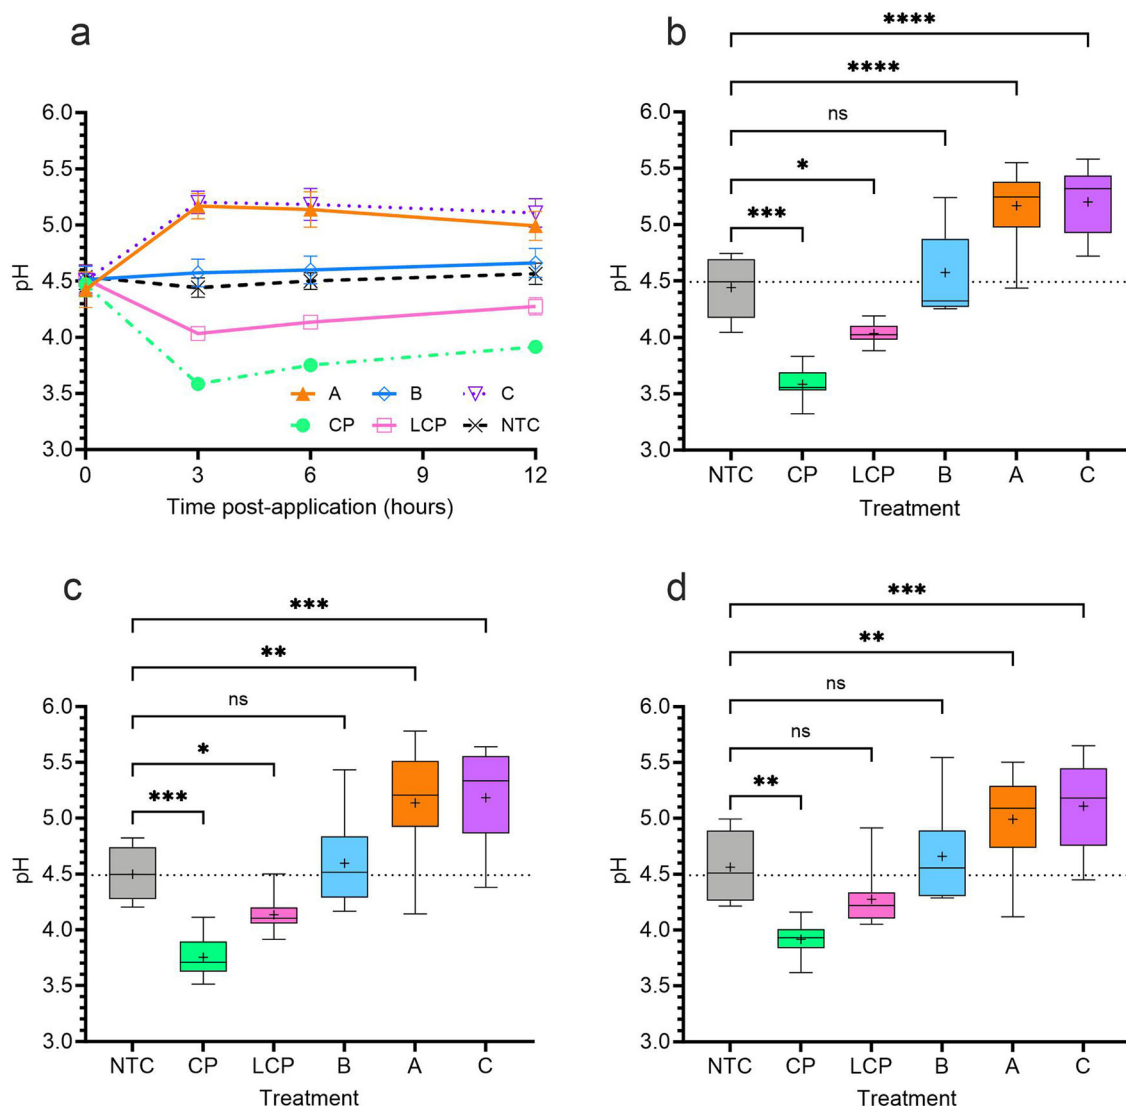 a
6.0
5.5
5.0
4.5
4.0
3.5
3.0
pH
A B C
CP LCP NTC
0 3 6 9 12
Time post-application (hours)
b
****
****
ns
*
***
6.0
5.5
5.0
4.5
4.0
3.5
3.0
pH
NTC CP LCP B A C
Treatment
c
***
**
ns
*
***
6.0
5.5
5.0
4.5
4.0
3.5
3.0
pH
NTC CP LCP B A C
Treatment
d
***
**
ns
ns
**
6.0
5.5
5.0
4.5
4.0
3.5
3.0
pH
NTC CP LCP B A C
Treatment